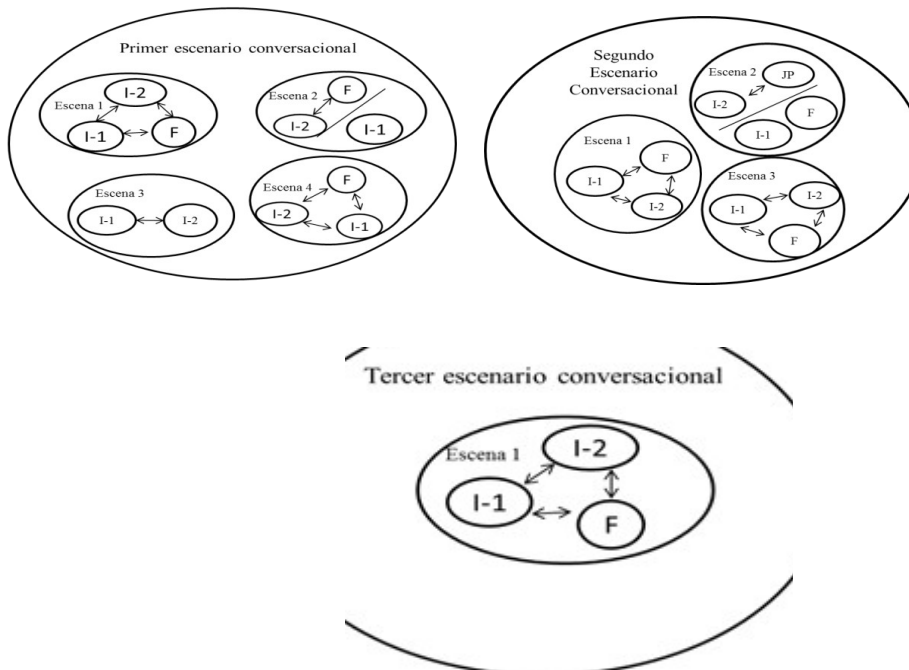 Primer escenario conversacional
Escena 1
I-2
I-1
F
Escena 2
F
I-2
I-1
Escena 3
I-1
I-2
Escena 4
F
I-2
I-1
Segundo
Escenario
Conversacional
Escena 1
F
I-1
I-2
Escena 2
JP
I-2
F
I-1
Escena 3
I-2
I-1
F
Tercer escenario conversacional
Escena 1
I-2
I-1
F